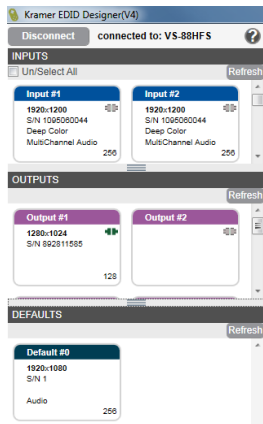 Kramer EDID Designer(V4)
Disconnect connected to: VS-88HFS ?
INPUTS
Un/Select All Refresh
Input #1 Input #2
1920x1200 1920x1200
S/N 1095060044 S/N 1095060044
Deep Color Deep Color
MultiChannel Audio MultiChannel Audio
256 256
OUTPUTS
Refresh
Output #1 Output #2
1280x1024
S/N 892811585
128
DEFAULTS
Refresh
Default #0
1920x1080
S/N 1
Audio
256